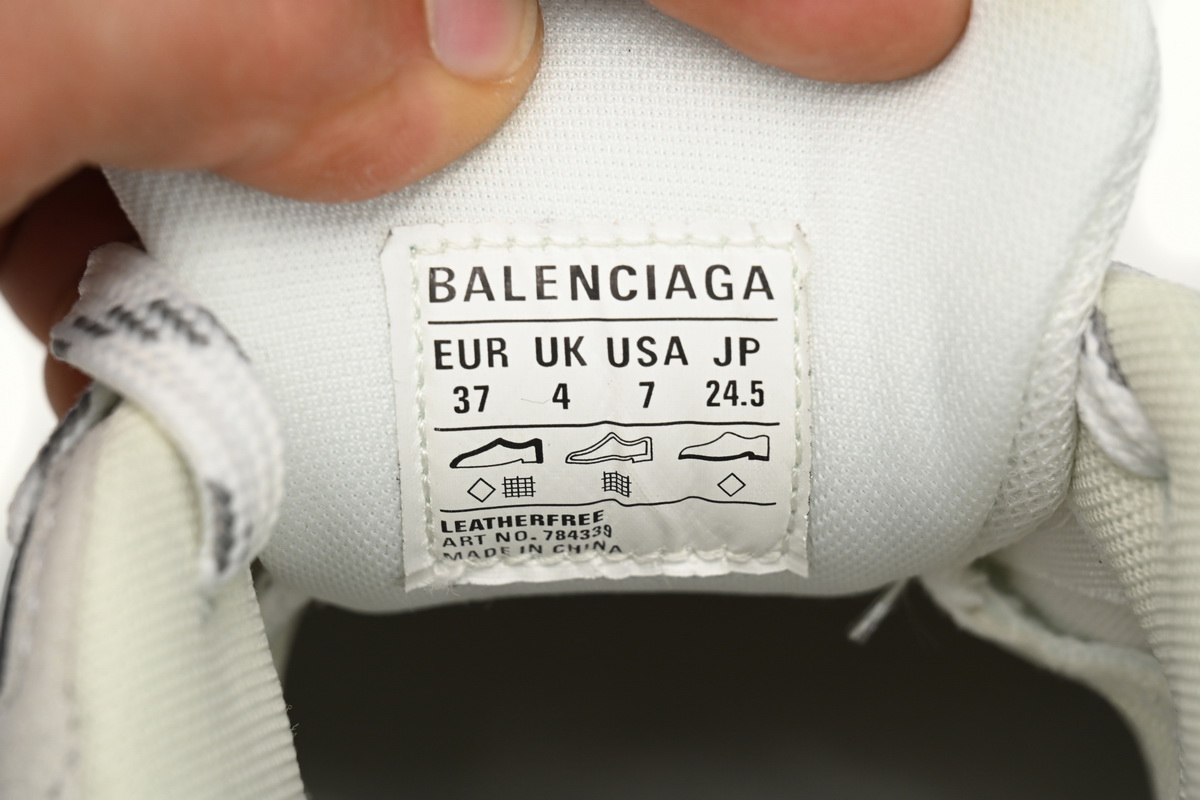 BALENCIAGA
EUR UK USA JP
37 4 7 24.5
LEATHERFREE
ART NO. 784339
MADE IN CHINA